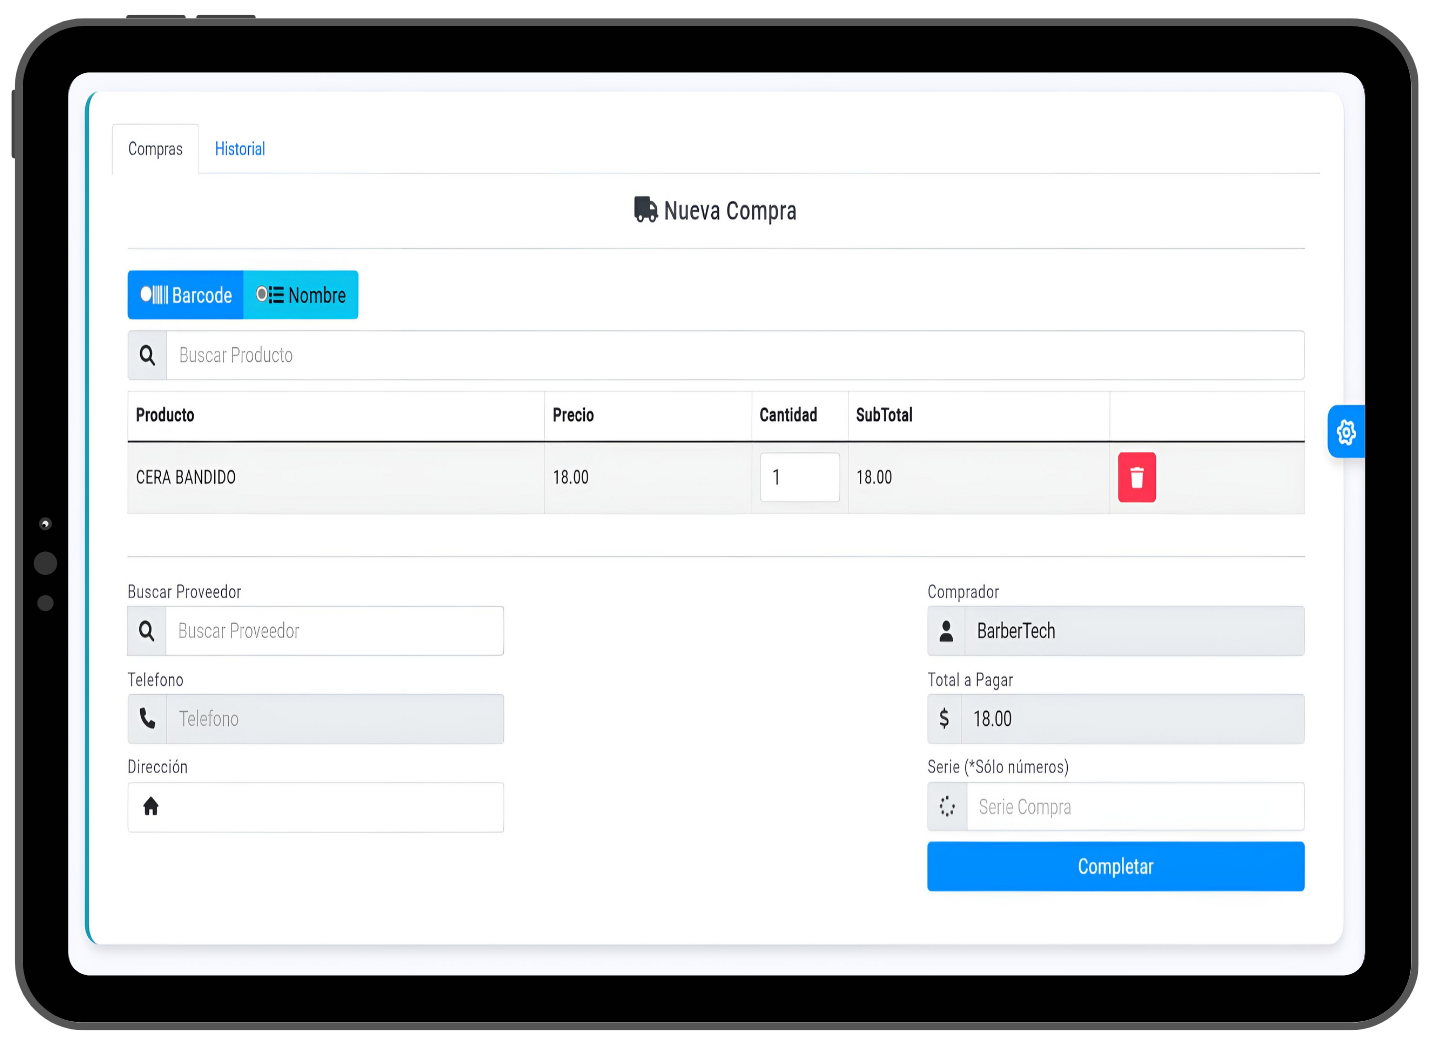 Compras Historial
Nueva Compra
Barcode Nombre
Buscar Producto
Producto Precio Cantidad SubTotal
CERA BANDIDO 18.00 1 18.00
Buscar Proveedor Comprador
Buscar Proveedor BarberTech
Telefono Total a Pagar
Telefono $ 18.00
Dirección Serie (*Sólo números)
Serie Compra
Completar